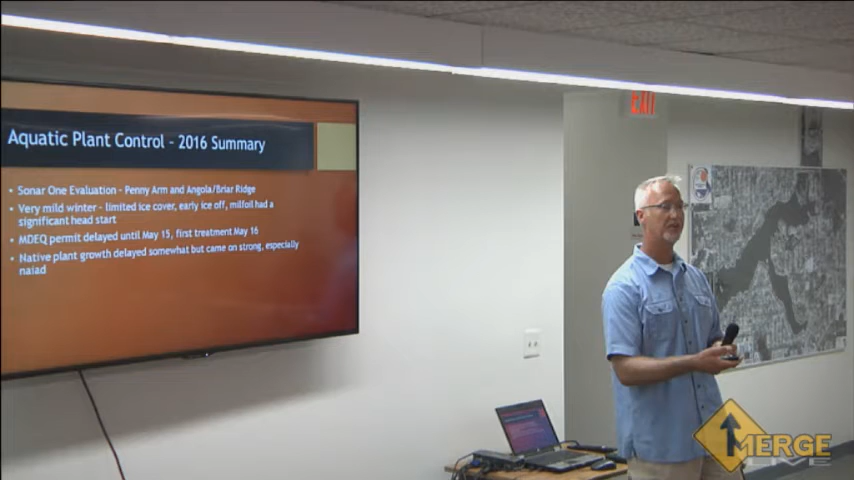 Aquatic Plant Control - 2016 Summary
• Sonar One Evaluation - Penny Arm and Angola/Briar Ridge
• Very mild winter - limited ice cover, early ice off, milfoil had a
significant head start
• MDEQ permit delayed until May 15, first treatment May 16
• Native plant growth delayed somewhat but came on strong, especially
naiad
EXIT
MERGE
LIVE